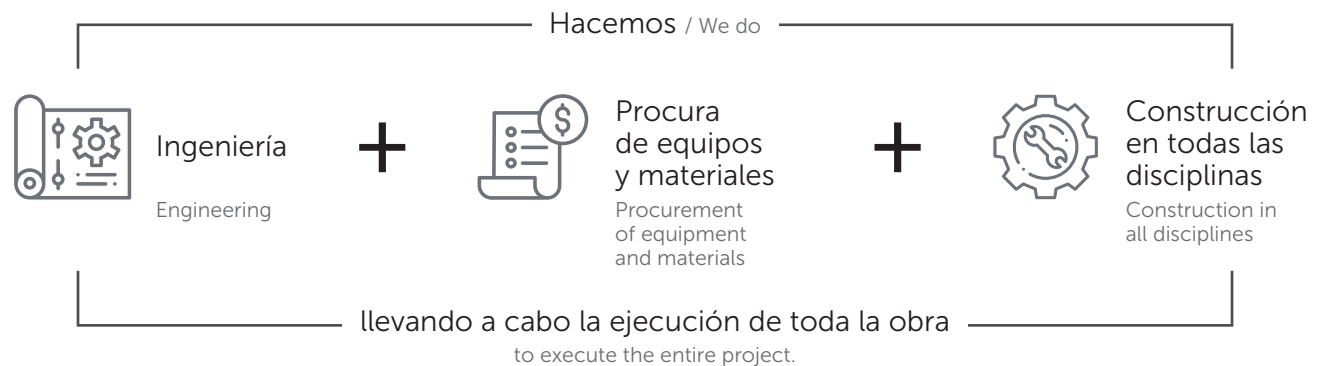 Hacemos / We do
Ingeniería
Engineering
Procura
de equipos
y materiales
Procurement
of equipment
and materials
Construcción
en todas las
disciplinas
Construction in
all disciplines
llevando a cabo la ejecución de toda la obra
to execute the entire project.